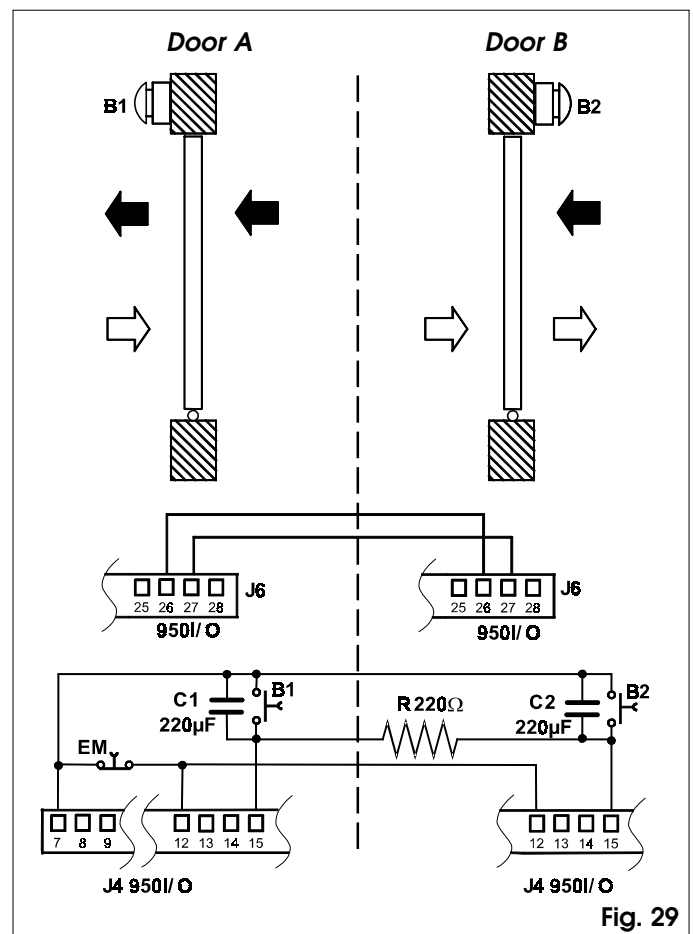 Door A Door B
B1 B2
25 26 27 28 J6 25 26 27 28 J6
950I/O 950I/O
C1 B1 R 220Ω C2 B2
220µF 220µF
EM
7 8 9 12 13 14 15 12 13 14 15
J4 950I/O J4 950I/O
Fig. 29